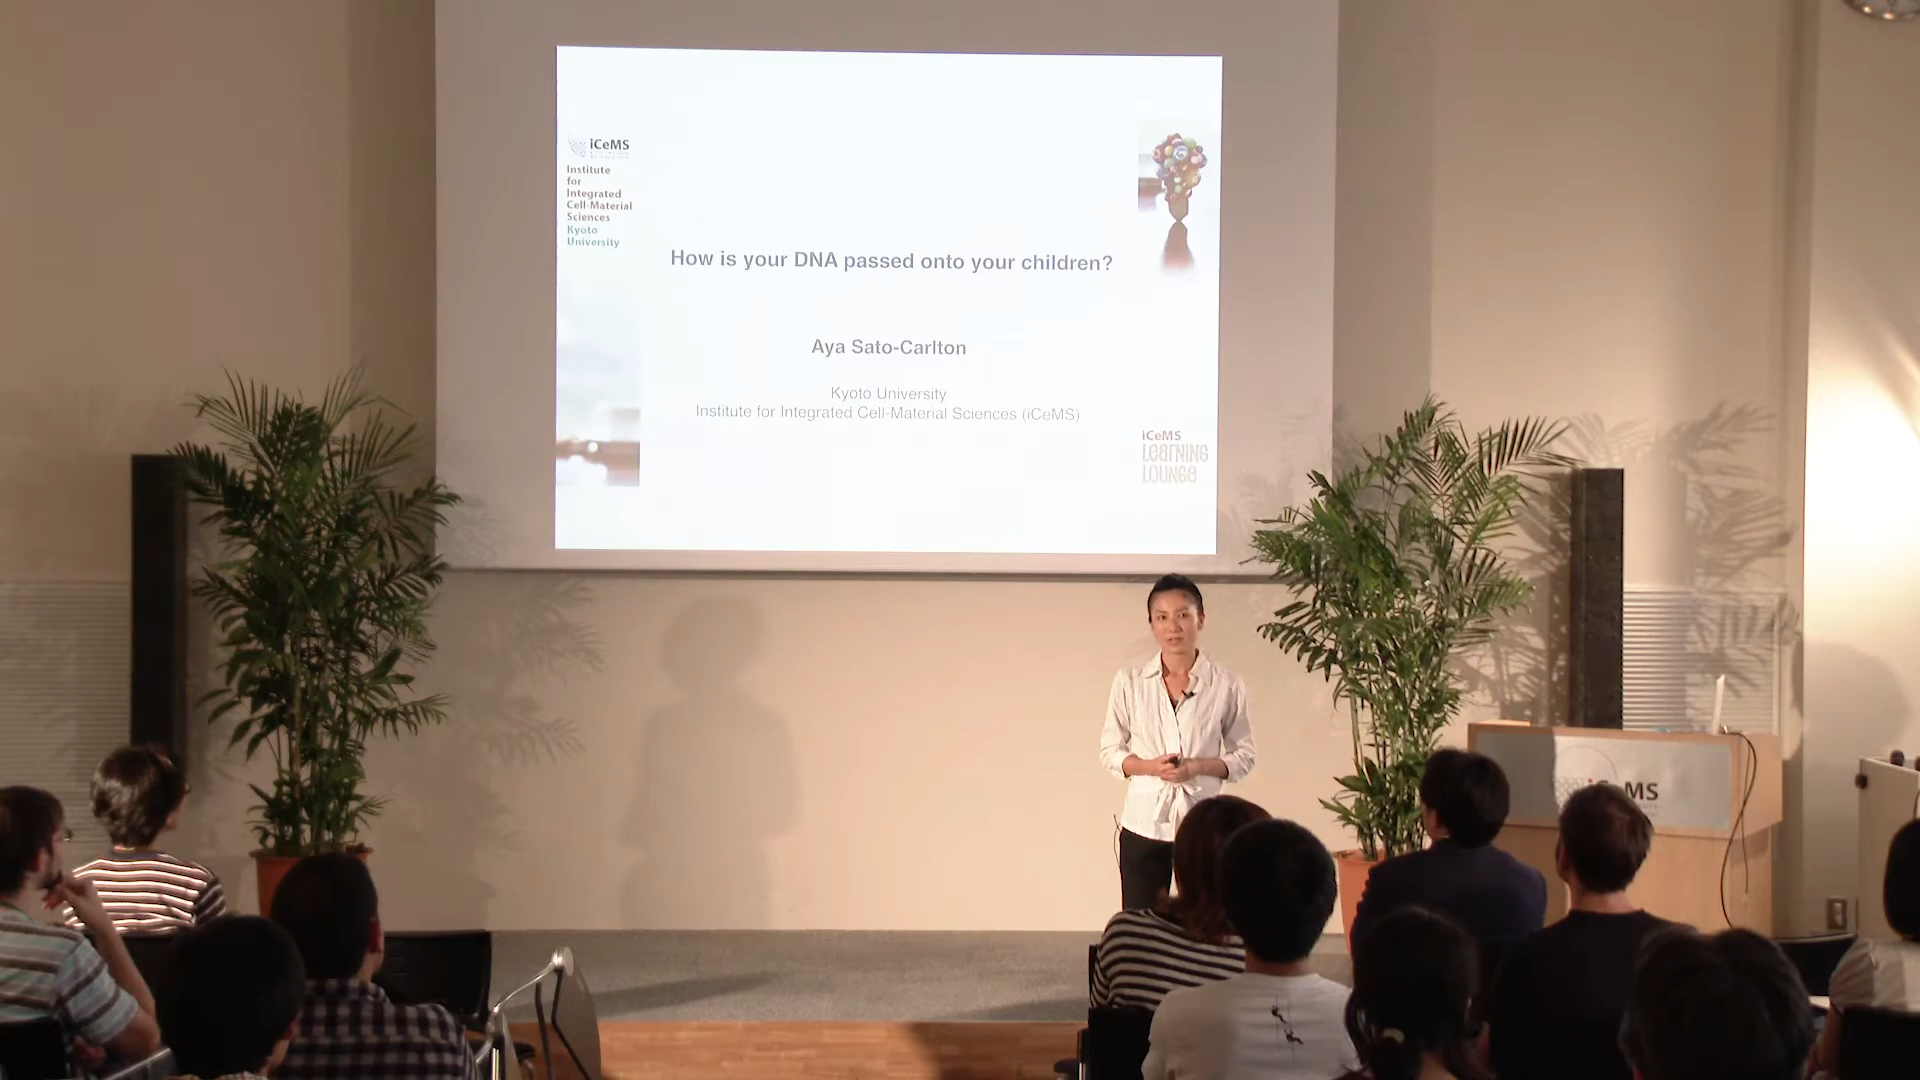 iCeMS
Institute
for
Integrated
Cell-Material
Sciences
Kyoto
University
How is your DNA passed onto your children?
Aya Sato-Carlton
Kyoto University
Institute for Integrated Cell-Material Sciences (iCeMS)
iCeMS
LeaRNING
LOUNGe